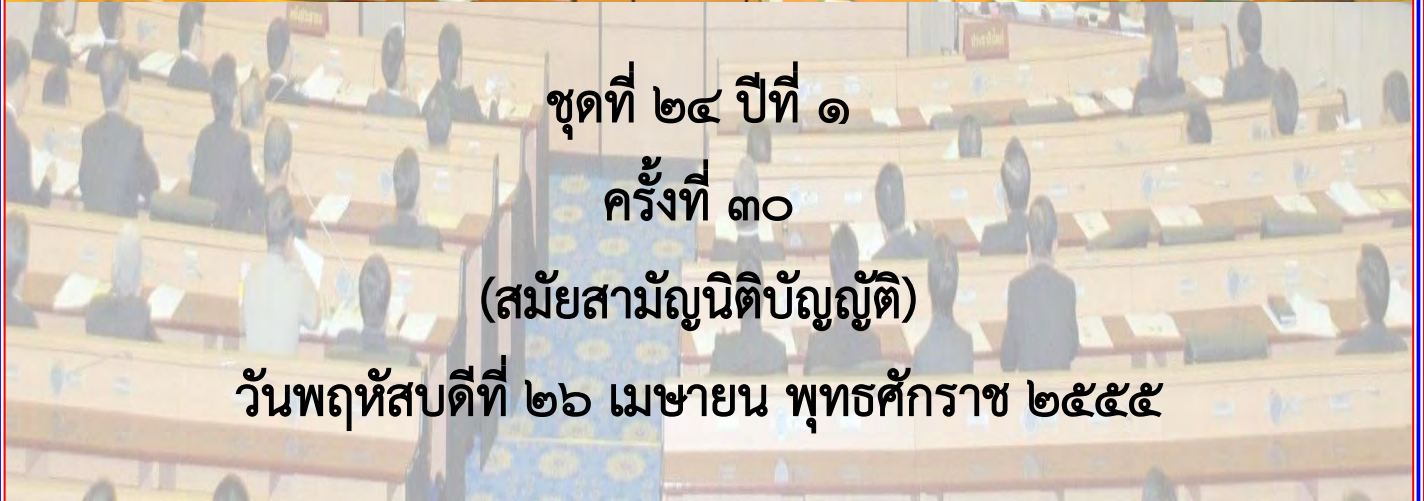 ชุดที่ ๒๔ ปีที่ ๑
ครั้งที่ ๓๐
(สมัยสามัญนิติบัญญัติ)
วันพฤหัสบดีที่ ๒๖ เมษายน พุทธศักราช ๒๕๕๕